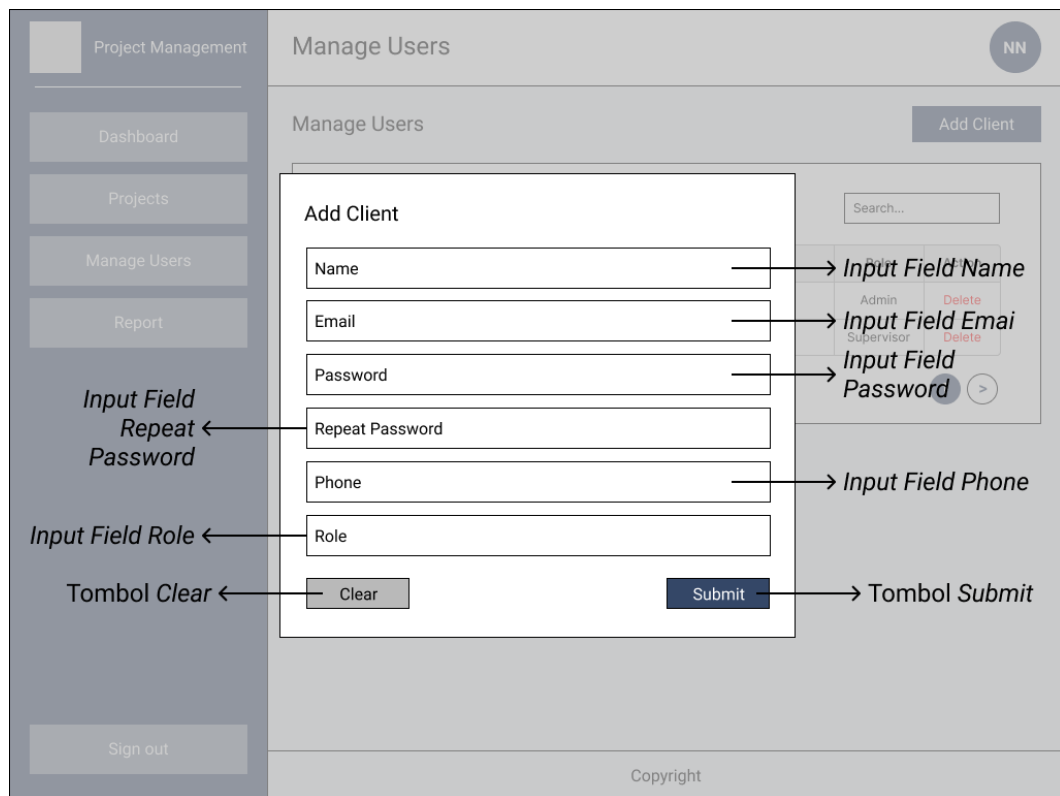 Project Management
Manage Users
NN
Dashboard
Projects
Manage Users
Report
Sign out
Manage Users
Add Client
Search...
Role
Action
Admin
Delete
Supervisor
Delete
>
Add Client
Name
Email
Password
Repeat Password
Phone
Role
Clear
Submit
Input Field Name
Input Field Emai
Input Field
Password
Input Field
Repeat
Password
Input Field Phone
Input Field Role
Tombol Clear
Tombol Submit
Copyright